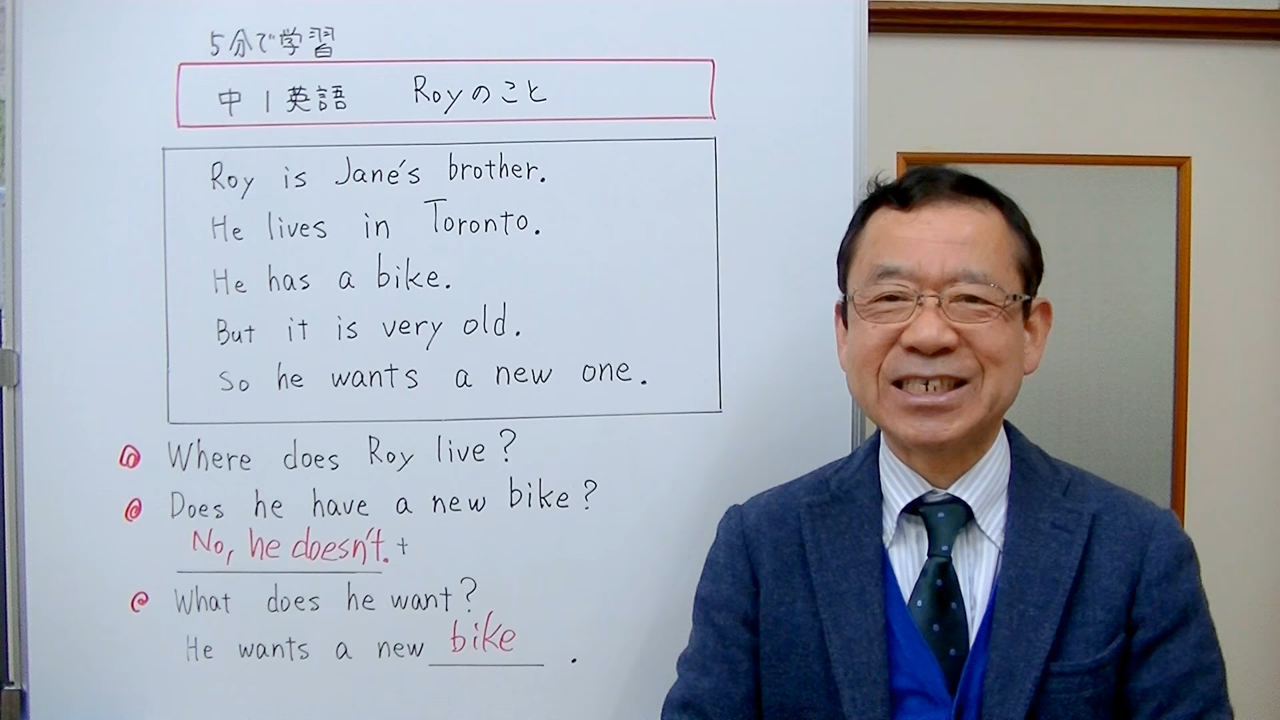 5分で学習
中1英語 Royのこと
Roy is Jane's brother.
He lives in Toronto.
He has a bike.
But it is very old.
So he wants a new one.
Where does Roy live?
Does he have a new bike?
No, he doesn't.
What does he want?
He wants a new bike.